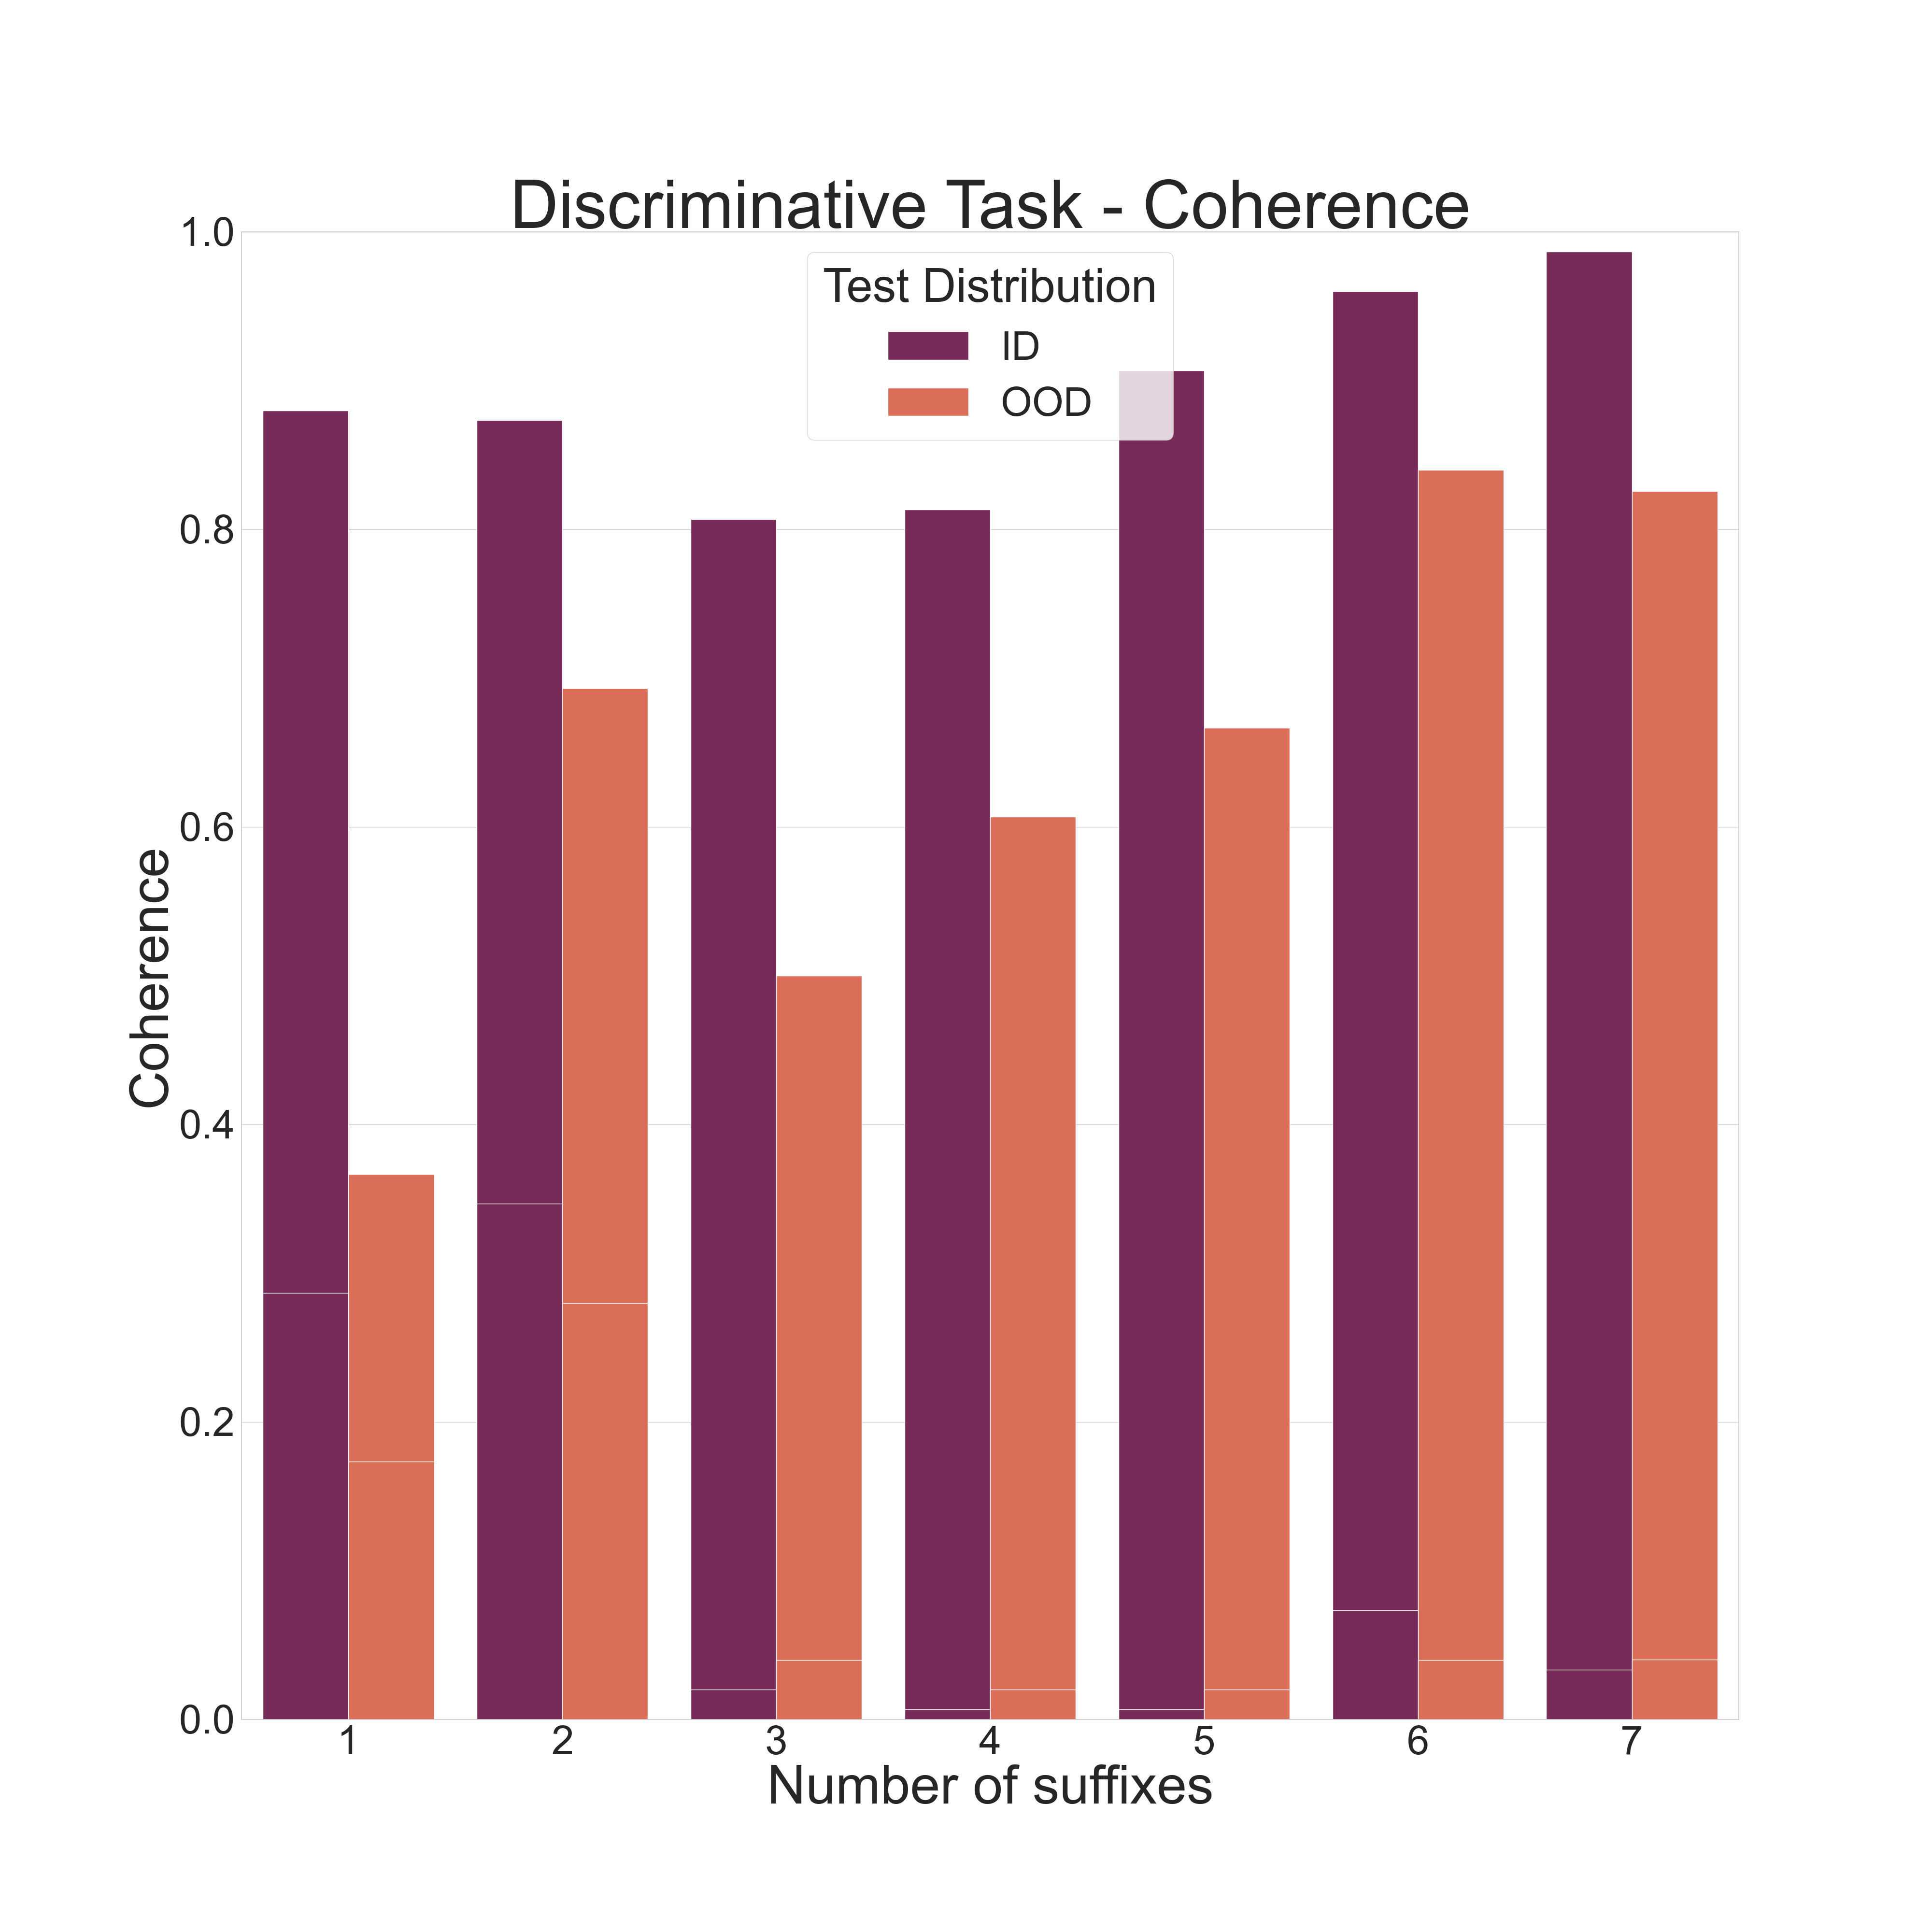 Discriminative Task - Coherence
Test Distribution
ID
OOD
Coherence
1.0
0.8
0.6
0.4
0.2
0.0
1 2 3 4 5 6 7
Number of suffixes